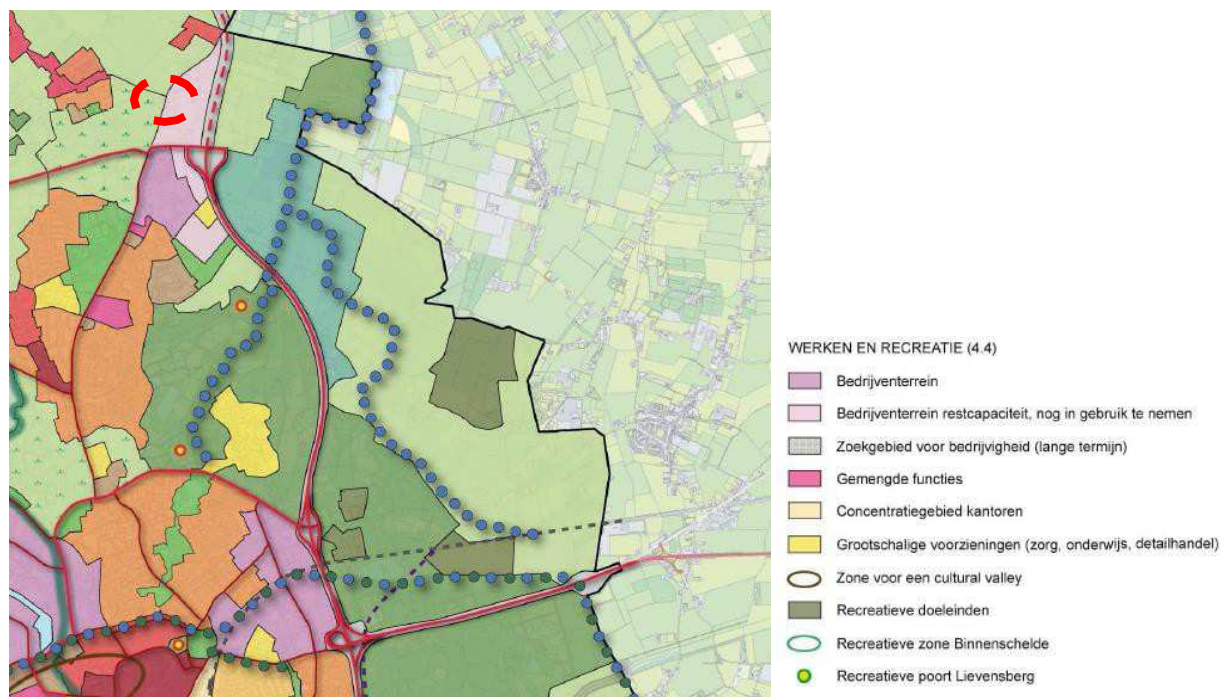 WERKEN EN RECREATIE (4.4)
Bedrijventerrein
Bedrijventerrein restcapaciteit, nog in gebruik te nemen
Zoekgebied voor bedrijvigheid (lange termijn)
Gemengde functies
Concentratiegebied kantoren
Grootschalige voorzieningen (zorg, onderwijs, detailhandel)
Zone voor een cultural valley
Recreatieve doeleinden
Recreatieve zone Binnenschelde
Recreatieve poort Lievensberg